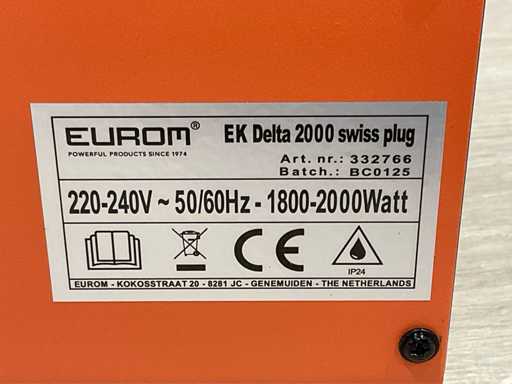 EUROM® EK Delta 2000 swiss plug
POWERFUL PRODUCTS SINCE 1974
Art. nr.: 332766
Batch.: BC0125
220-240V ~ 50/60Hz - 1800-2000Watt
CE
IP24
EUROM - KOKOSSTRAAT 20 - 8281 JC - GENEMUIDEN - THE NETHERLANDS